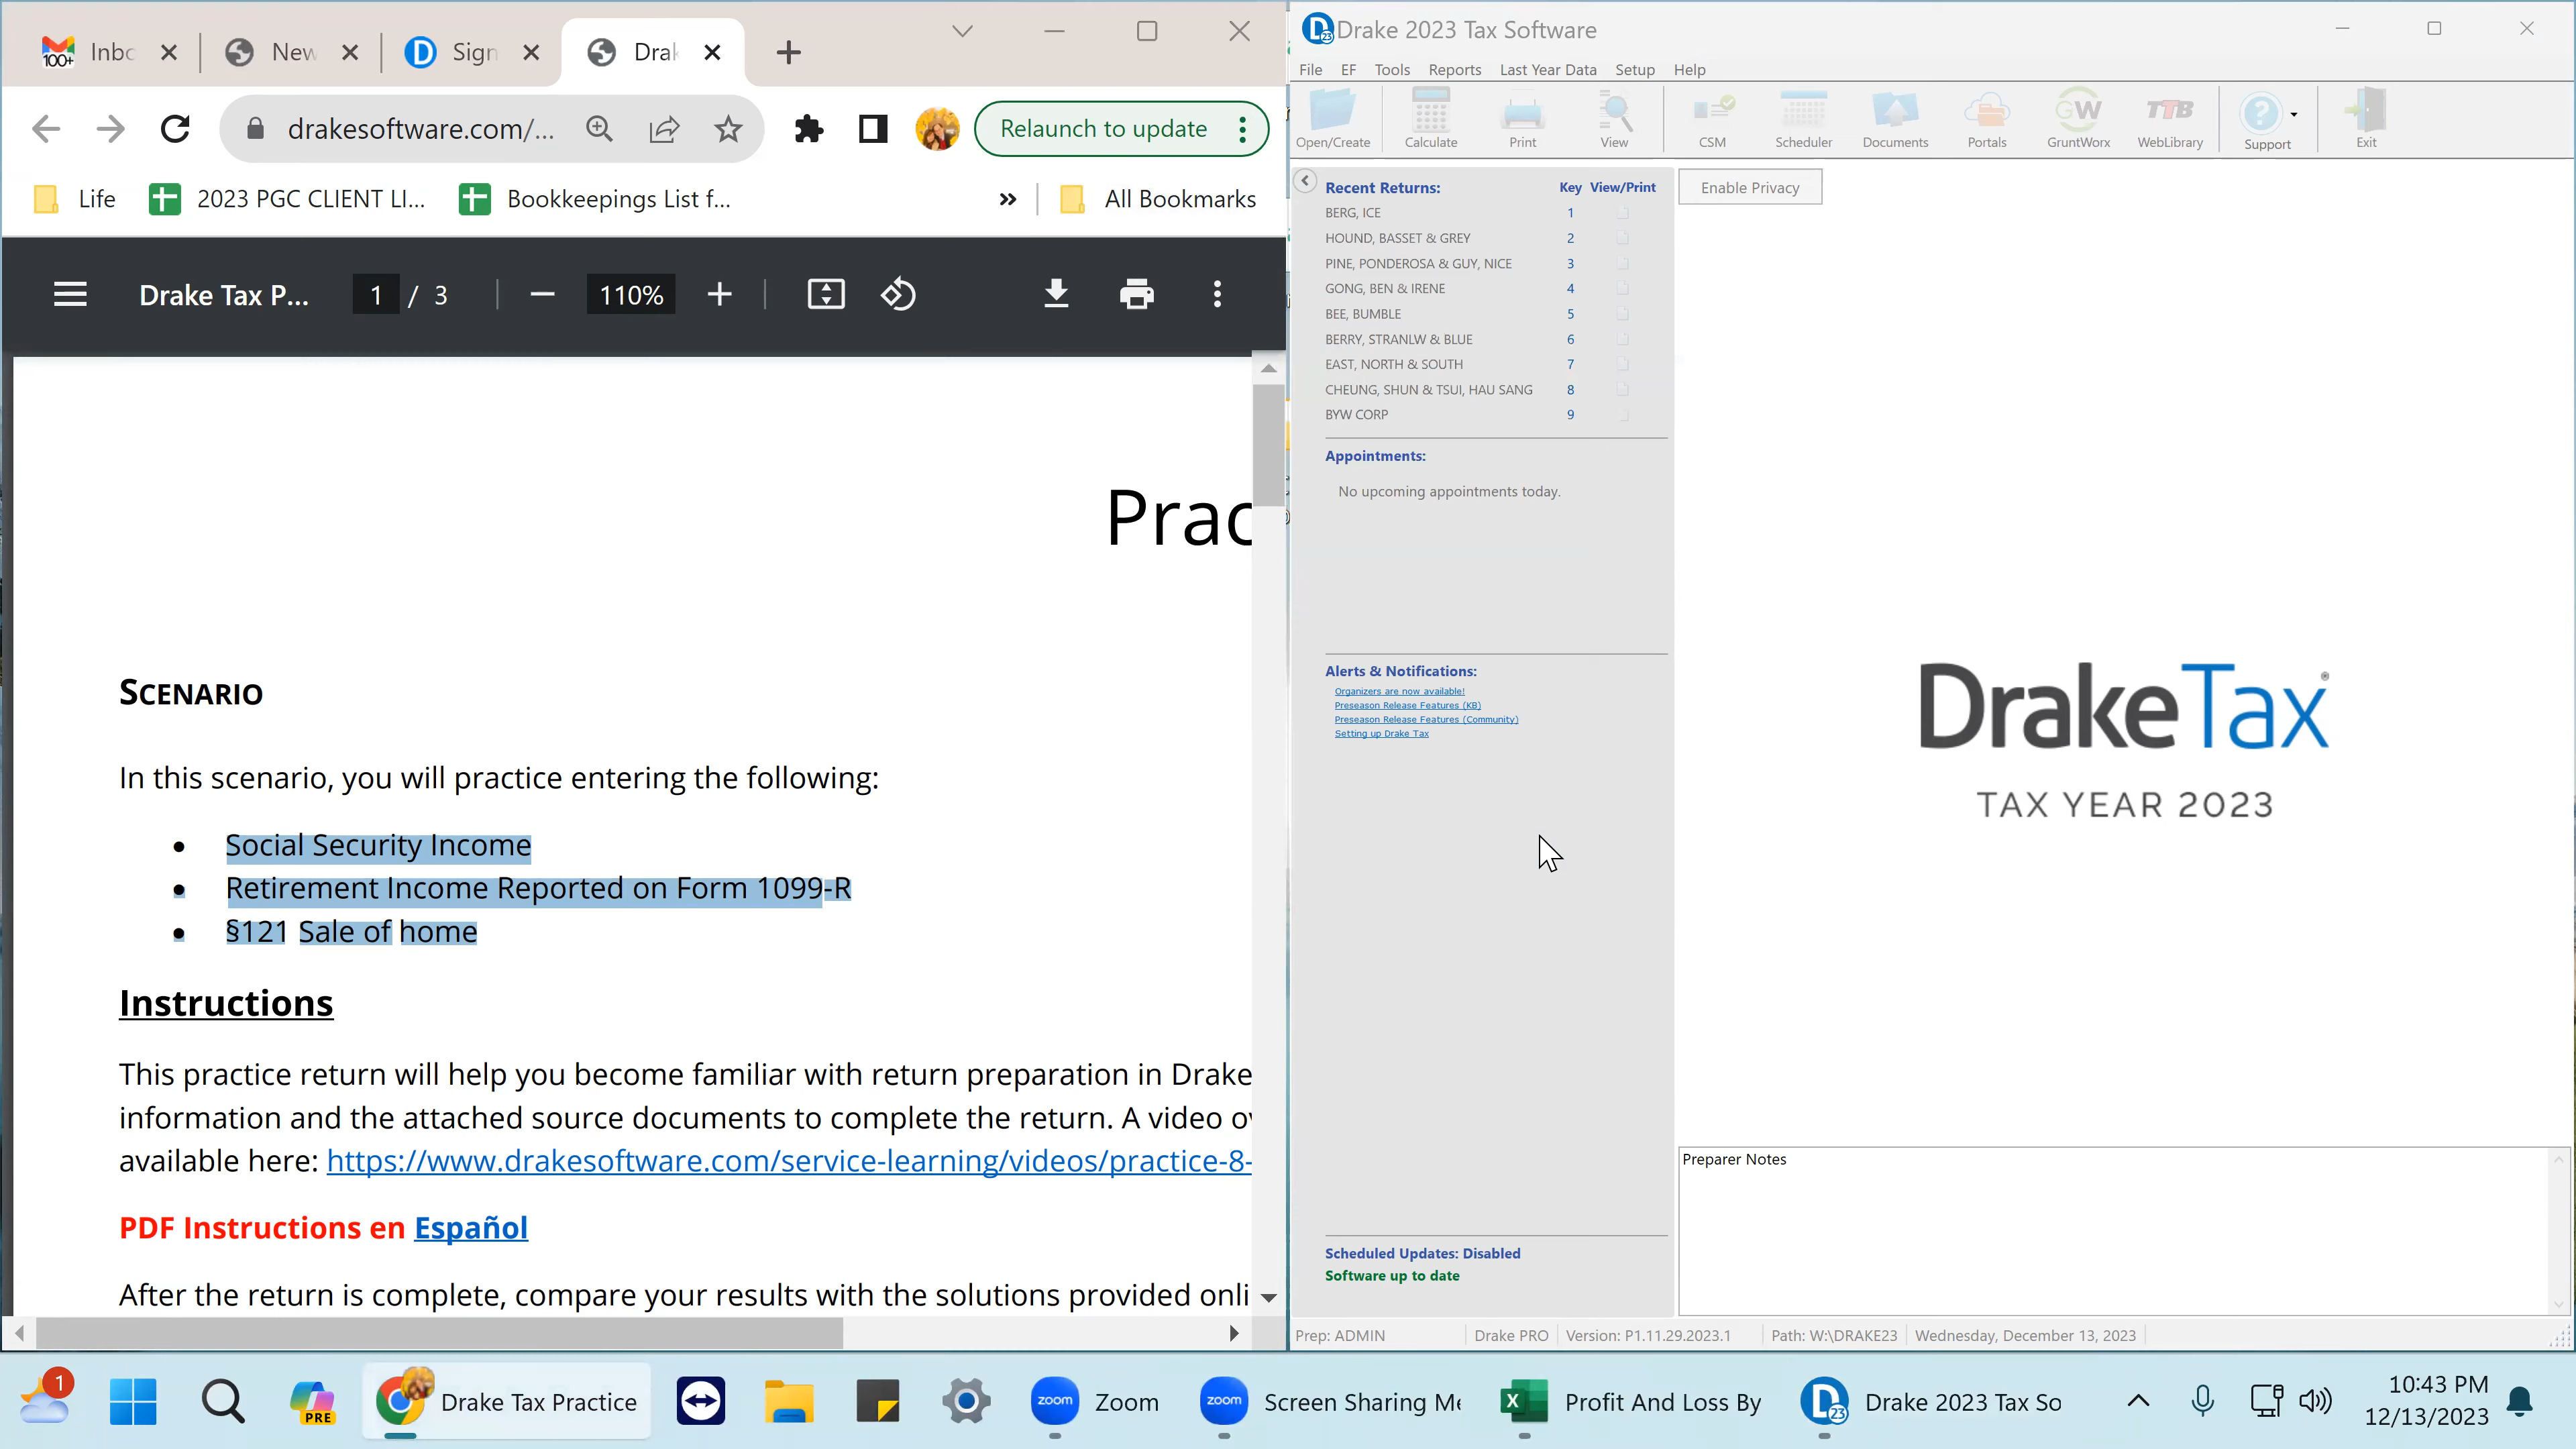 100+
Inbc
New
Sign
Drak
drakesoftware.com/...
Relaunch to update
Life
2023 PGC CLIENT LI...
Bookkeepings List f...
»
All Bookmarks
Drake Tax P...
1 / 3
110%
Prac
SCENARIO
In this scenario, you will practice entering the following:
• Social Security Income
• Retirement Income Reported on Form 1099-R
• §121 Sale of home
Instructions
This practice return will help you become familiar with return preparation in Drake
information and the attached source documents to complete the return. A video ov
available here: https://www.drakesoftware.com/service-learning/videos/practice-8-
PDF Instructions en Español
After the return is complete, compare your results with the solutions provided onli
Drake 2023 Tax Software
File EF Tools Reports Last Year Data Setup Help
Open/Create Calculate Print View CSM Scheduler Documents Portals GruntWorx WebLibrary Support Exit
GW
TTB
Recent Returns: Key View/Print
BERG, ICE 1
HOUND, BASSET & GREY 2
PINE, PONDEROSA & GUY, NICE 3
GONG, BEN & IRENE 4
BEE, BUMBLE 5
BERRY, STRANLW & BLUE 6
EAST, NORTH & SOUTH 7
CHEUNG, SHUN & TSUI, HAU SANG 8
BYW CORP 9
Enable Privacy
Appointments:
No upcoming appointments today.
Alerts & Notifications:
Organizers are now available!
Preseason Release Features (KB)
Preseason Release Features (Community)
Setting up Drake Tax
DrakeTax®
TAX YEAR 2023
Preparer Notes
Scheduled Updates: Disabled
Software up to date
Prep: ADMIN Drake PRO Version: P1.11.29.2023.1 Path: W:\DRAKE23 Wednesday, December 13, 2023
1
PRE
Drake Tax Practice
zoom
Zoom
zoom
Screen Sharing Me
Profit And Loss By
D 23
Drake 2023 Tax So
10:43 PM
12/13/2023